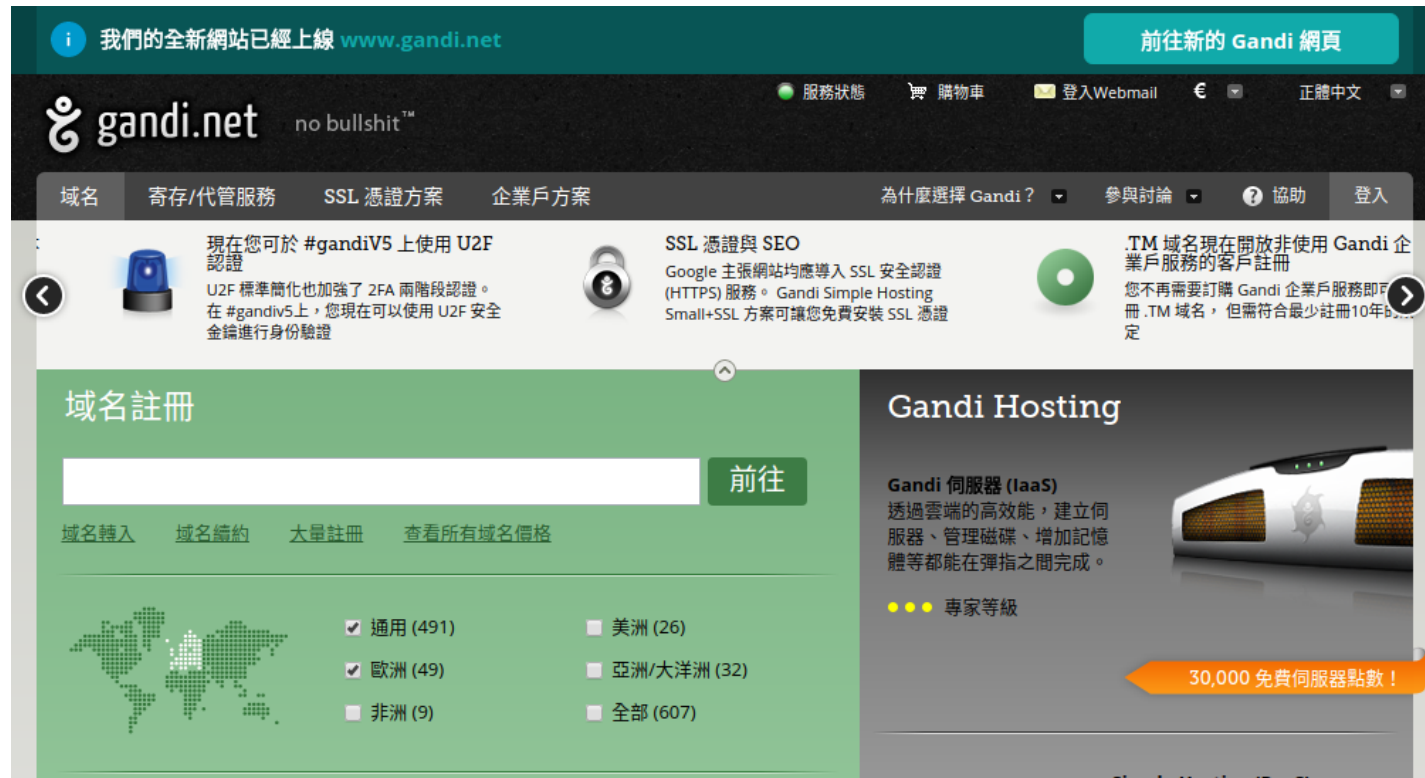 我們的全新網站已經上線 www.gandi.net
前往新的 Gandi 網頁
服務狀態
購物車
登入Webmail
€
正體中文
gandi.net
no bullshit™
域名
寄存/代管服務
SSL 憑證方案
企業戶方案
為什麼選擇 Gandi？
參與討論
協助
登入
現在您可於 #gandiV5 上使用 U2F
認證
U2F 標準簡化也加強了 2FA 兩階段認證。
在 #gandiv5上，您現在可以使用 U2F 安全
金鑰進行身份驗證
SSL 憑證與 SEO
Google 主張網站均應導入 SSL 安全認證
(HTTPS) 服務。 Gandi Simple Hosting
Small+SSL 方案可讓您免費安裝 SSL 憑證
.TM 域名現在開放非使用 Gandi 企
業戶服務的客戶註冊
您不再需要訂購 Gandi 企業戶服務即可
冊 .TM 域名， 但需符合最少註冊10年的
定
域名註冊
前往
域名轉入
域名續約
大量註冊
查看所有域名價格
通用 (491)
美洲 (26)
歐洲 (49)
亞洲/大洋洲 (32)
非洲 (9)
全部 (607)
Gandi Hosting
Gandi 伺服器 (IaaS)
透過雲端的高效能，建立伺
服器、管理磁碟、增加記憶
體等都能在彈指之間完成。
專家等級
30,000 免費伺服器點數！